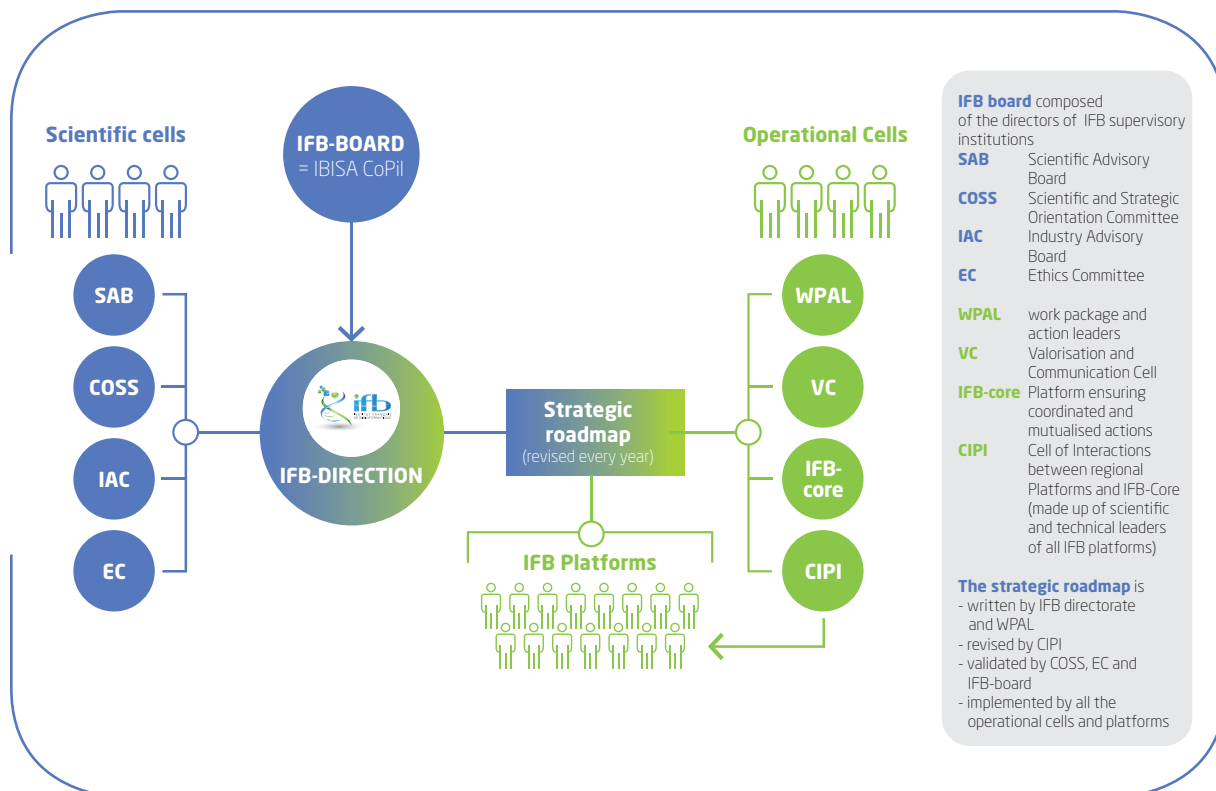 Scientific cells
IFB-BOARD
= IBISA CoPil
Operational Cells
SAB
COSS
IAC
EC
ifb
IFB-DIRECTION
Strategic
roadmap
(revised every year)
IFB Platforms
WPAL
VC
IFB-
core
CIPI
IFB board composed
of the directors of IFB supervisory
institutions
SAB Scientific Advisory
Board
COSS Scientific and Strategic
Orientation Committee
IAC Industry Advisory
Board
EC Ethics Committee
WPAL work package and
action leaders
VC Valorisation and
Communication Cell
IFB-core Platform ensuring
coordinated and
mutualised actions
CIPI Cell of Interactions
between regional
Platforms and IFB-Core
(made up of scientific
and technical leaders
of all IFB platforms)
The strategic roadmap is
- written by IFB directorate
and WPAL
- revised by CIPI
- validated by COSS, EC and
IFB-board
- implemented by all the
operational cells and platforms